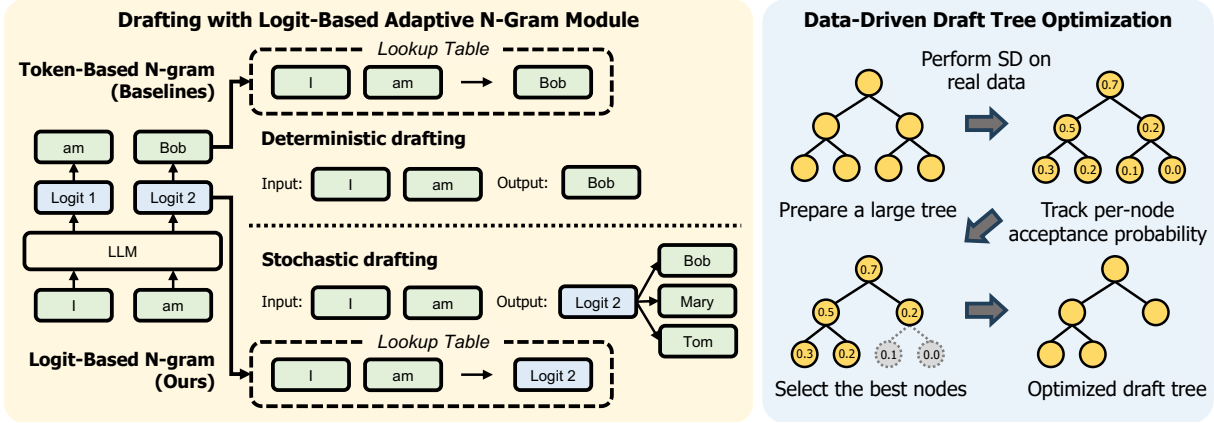 Drafting with Logit-Based Adaptive N-Gram Module
Token-Based N-gram
(Baselines)
Lookup Table
I am Bob
am Bob
Logit 1 Logit 2
LLM
I am
Deterministic drafting
Input: I am Output: Bob
Stochastic drafting
Input: I am Output: Logit 2
Bob
Mary
Tom
Logit-Based N-gram
(Ours)
Lookup Table
I am Logit 2
Data-Driven Draft Tree Optimization
Perform SD on
real data
0.7
0.5 0.2
0.3 0.2 0.1 0.0
Prepare a large tree
Track per-node
acceptance probability
0.7
0.5 0.2
0.3 0.2 0.1 0.0
Select the best nodes
Optimized draft tree